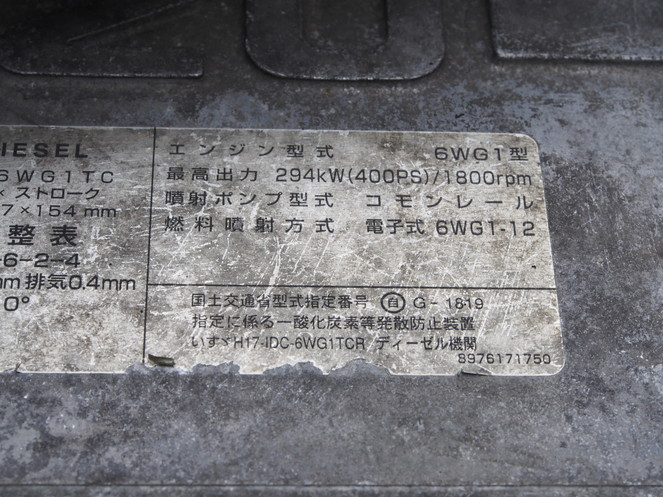 IESEL
6WG1TC
× ストローク
7×154mm
整表
-6-2-4
mm 排気0.4mm
0°
エンジン型式 6WG1型
最高出力 294kW(400PS)/1800rpm
噴射ポンプ型式 コモンレール
燃料噴射方式 電子式 6WG1-12
国土交通省型式指定番号 自 G-1819
指定に係る一酸化炭素等発散防止装置
いすゞH17-IDC-6WG1TCR ディーゼル機関
8976171750